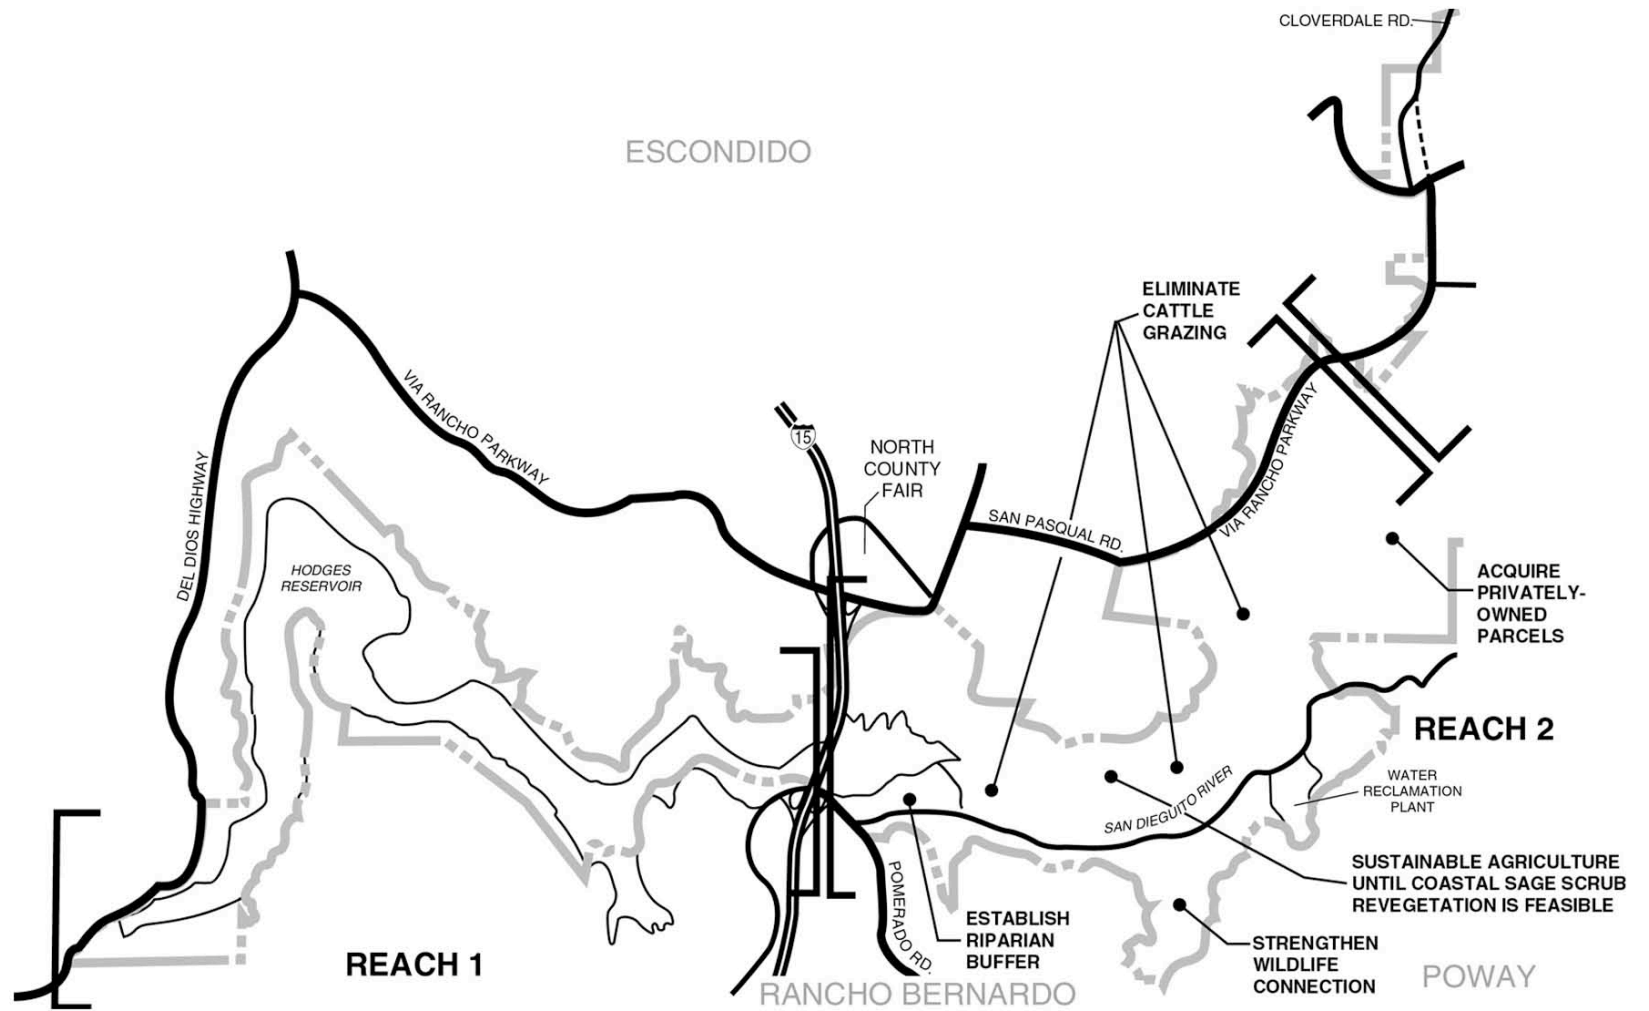 CLOVERDALE RD.
ESCONDIDO
ELIMINATE
CATTLE
GRAZING
VIA RANCHO PARKWAY
15
NORTH
COUNTY
FAIR
DEL DIOS HIGHWAY
SAN PASQUAL RD.
VIA RANCHO PARKWAY
HODGES
RESERVOIR
ACQUIRE
PRIVATELY-
OWNED
PARCELS
REACH 2
WATER
RECLAMATION
PLANT
SAN DIEGUITO RIVER
SUSTAINABLE AGRICULTURE
UNTIL COASTAL SAGE SCRUB
REVEGETATION IS FEASIBLE
POMERADO RD.
ESTABLISH
RIPARIAN
BUFFER
STRENGTHEN
WILDLIFE
CONNECTION
REACH 1
RANCHO BERNARDO
POWAY